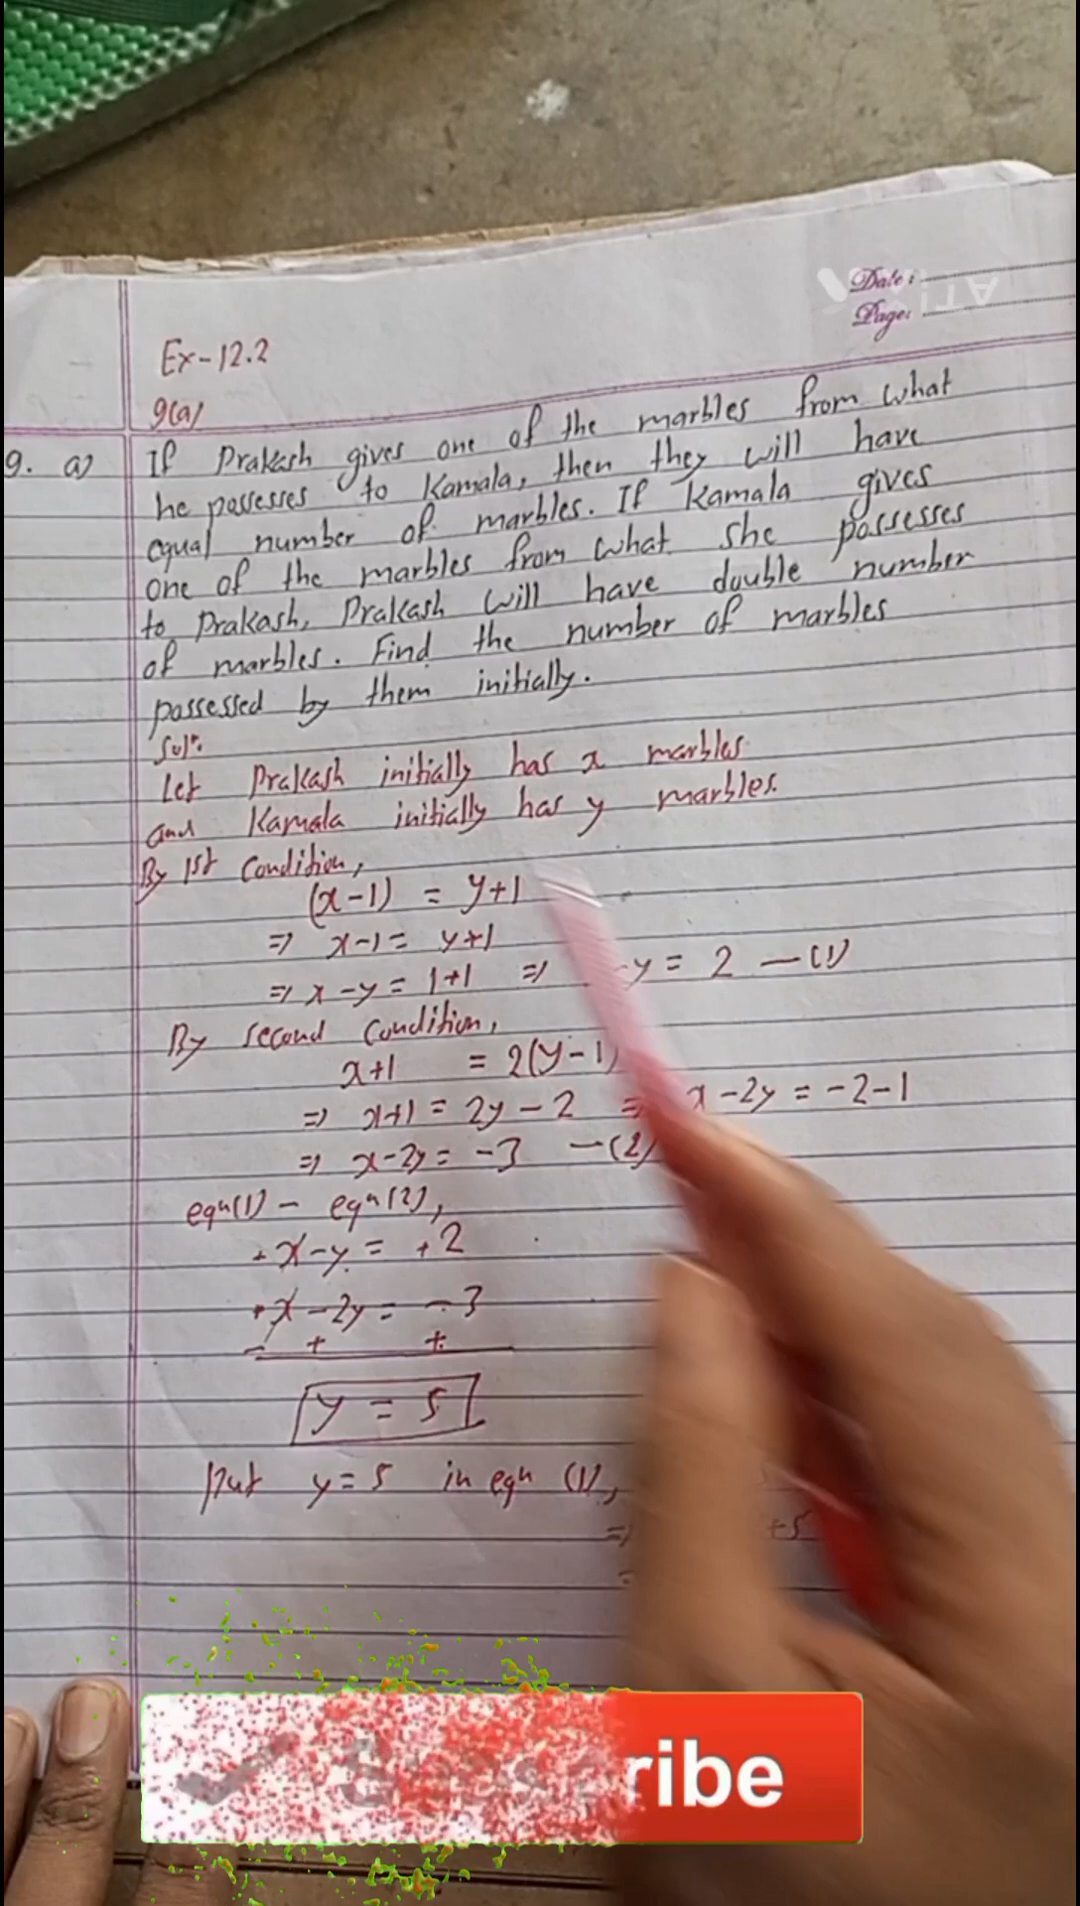 Date:
Page:
Ex-12.2
9(a)
9. a) If Prakash gives one of the marbles from what
he possesses to Kamala, then they will have
equal number of marbles. If Kamala gives
one of the marbles from what she possesses
to Prakash, Prakash will have double number
of marbles. Find the number of marbles
possessed by them initially.
Solⁿ.
Let Prakash initially has x marbles
and Kamala initially has y marbles.
By 1st Condition,
(x-1) = y+1
=> x-1 = y+1
=> x-y = 1+1 => -y = 2 —(1)
By second Condition,
x+1 = 2(y-1)
=> x+1 = 2y-2 => x-2y = -2-1
=> x-2y = -3 —(2)
eqn(1) - eqn(2),
+x-y = +2
+x-2y = -3
- + +
y = 5
Put y = 5 in eqn (1),
=> +5
ribe